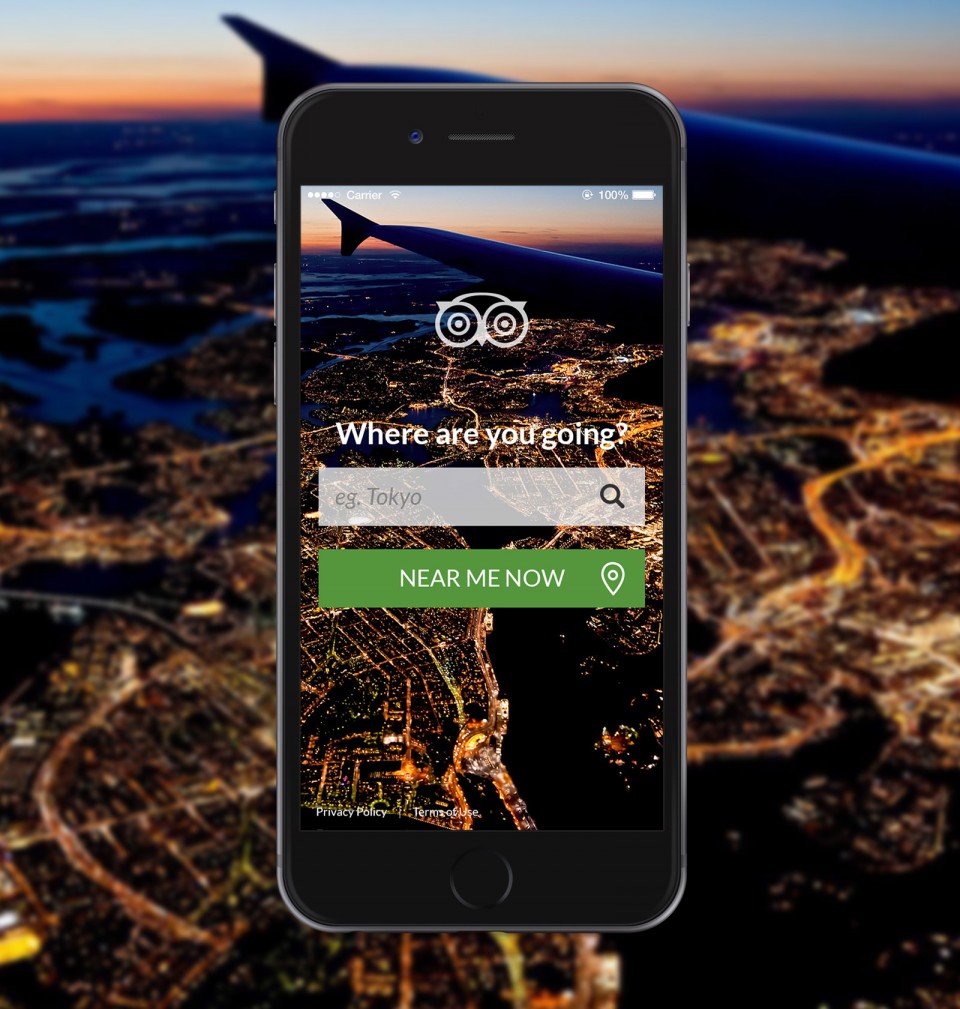 Carrier 100%
Where are you going?
eg. Tokyo
NEAR ME NOW
Privacy Policy Terms of Use